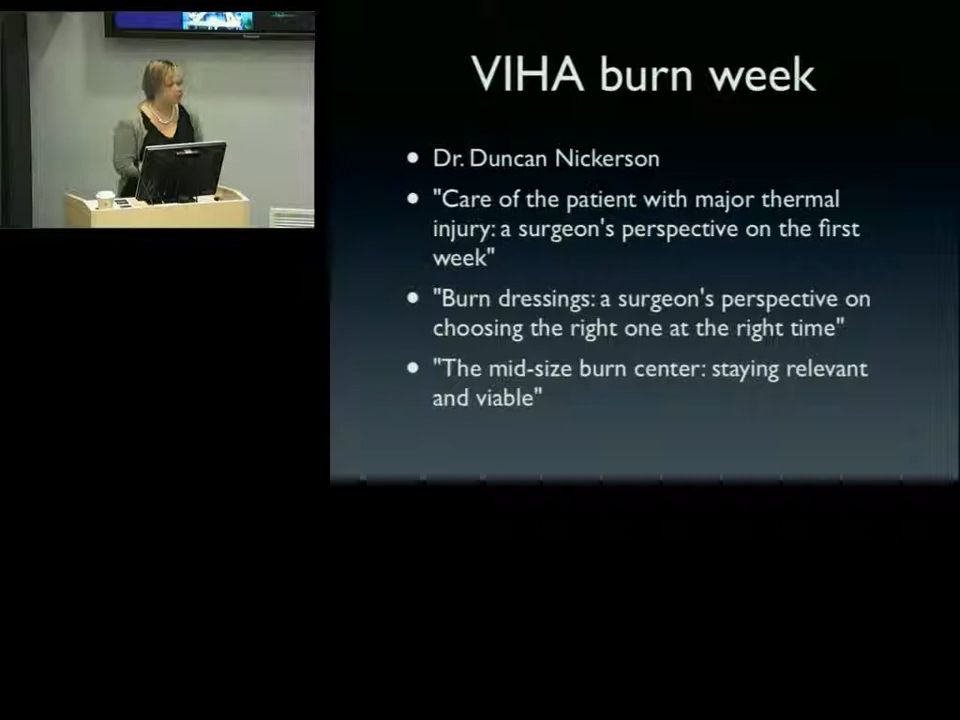 VIHA burn week
• Dr. Duncan Nickerson
• "Care of the patient with major thermal
injury: a surgeon's perspective on the first
week"
• "Burn dressings: a surgeon's perspective on
choosing the right one at the right time"
• "The mid-size burn center: staying relevant
and viable"